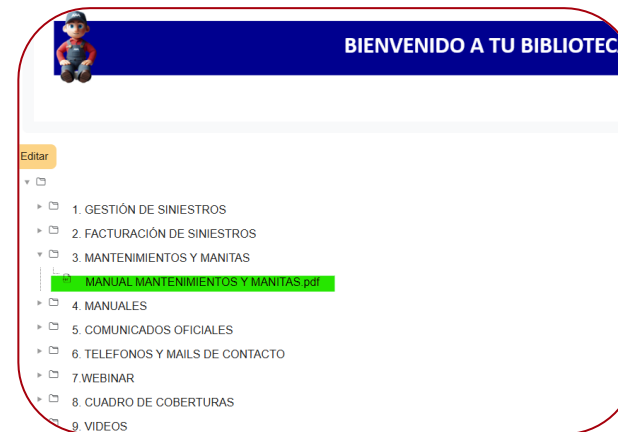 BIENVENIDO A TU BIBLIOTECA
Editar
1. GESTIÓN DE SINIESTROS
2. FACTURACIÓN DE SINIESTROS
3. MANTENIMIENTOS Y MANITAS
MANUAL MANTENIMIENTOS Y MANITAS.pdf
4. MANUALES
5. COMUNICADOS OFICIALES
6. TELEFONOS Y MAILS DE CONTACTO
7.WEBINAR
8. CUADRO DE COBERTURAS
9. VIDEOS